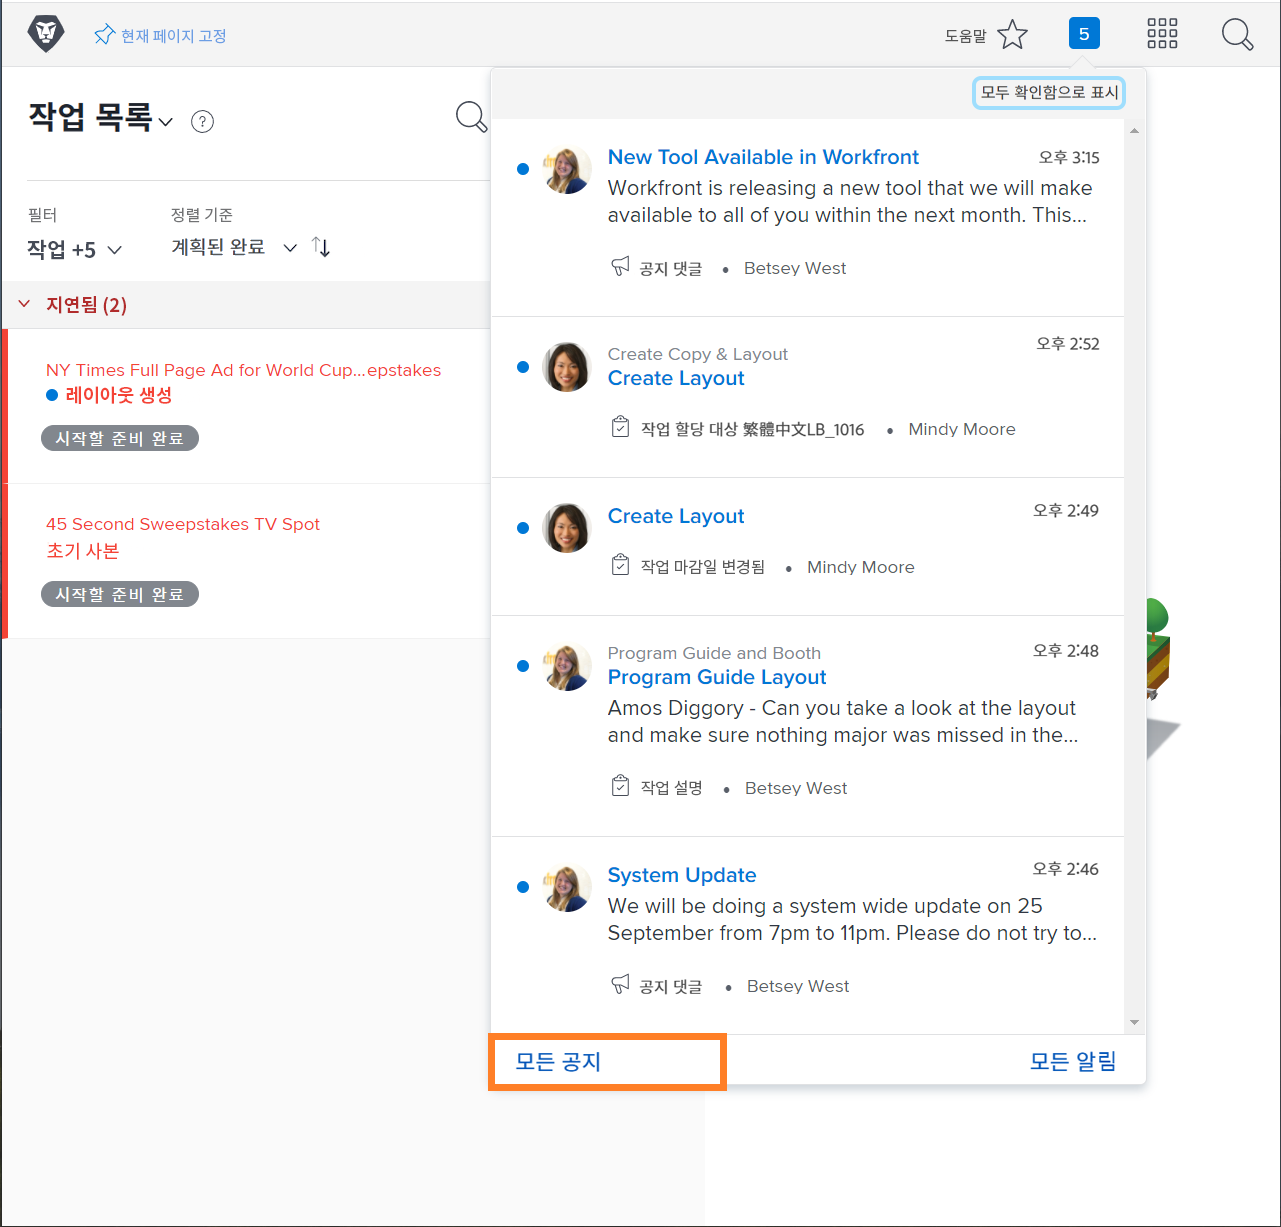 현재 페이지 고정
도움말
5
작업 목록
?
모두 확인함으로 표시
필터
정렬 기준
작업 +5
계획된 완료
지연됨 (2)
NY Times Full Page Ad for World Cup...epstakes
레이아웃 생성
시작할 준비 완료
45 Second Sweepstakes TV Spot
초기 사본
시작할 준비 완료
New Tool Available in Workfront
오후 3:15
Workfront is releasing a new tool that we will make
available to all of you within the next month. This...
공지 댓글 • Betsey West
Create Copy & Layout
오후 2:52
Create Layout
작업 할당 대상 繁體中文LB_1016 • Mindy Moore
Create Layout
오후 2:49
작업 마감일 변경됨 • Mindy Moore
Program Guide and Booth
오후 2:48
Program Guide Layout
Amos Diggory - Can you take a look at the layout
and make sure nothing major was missed in the...
작업 설명 • Betsey West
System Update
오후 2:46
We will be doing a system wide update on 25
September from 7pm to 11pm. Please do not try to...
공지 댓글 • Betsey West
모든 공지
모든 알림